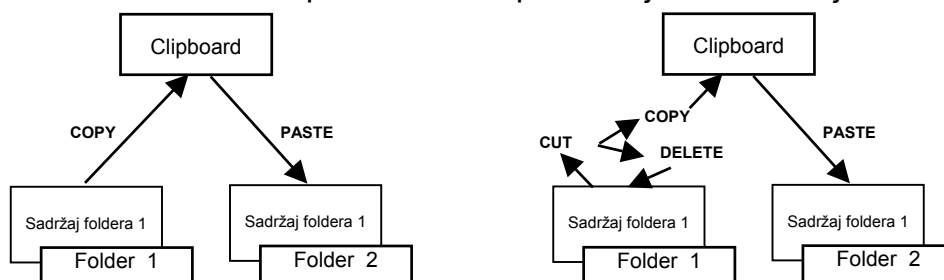 Clipboard
COPY
PASTE
Sadržaj foldera 1
Folder 1
Sadržaj foldera 1
Folder 2
Clipboard
COPY
CUT
DELETE
PASTE
Sadržaj foldera 1
Folder 1
Sadržaj foldera 1
Folder 2